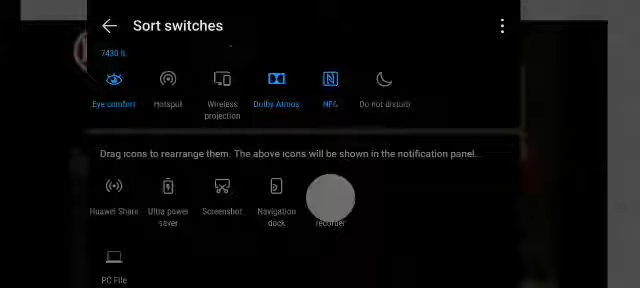 Sort switches
Eye comfort
Hotspot
Wireless projection
Dolby Atmos
NFC
Do not disturb
Drag icons to rearrange them. The above icons will be shown in the notification panel...
Huawei Share
Ultra power saver
Screenshot
Navigation dock
recorder
PC File